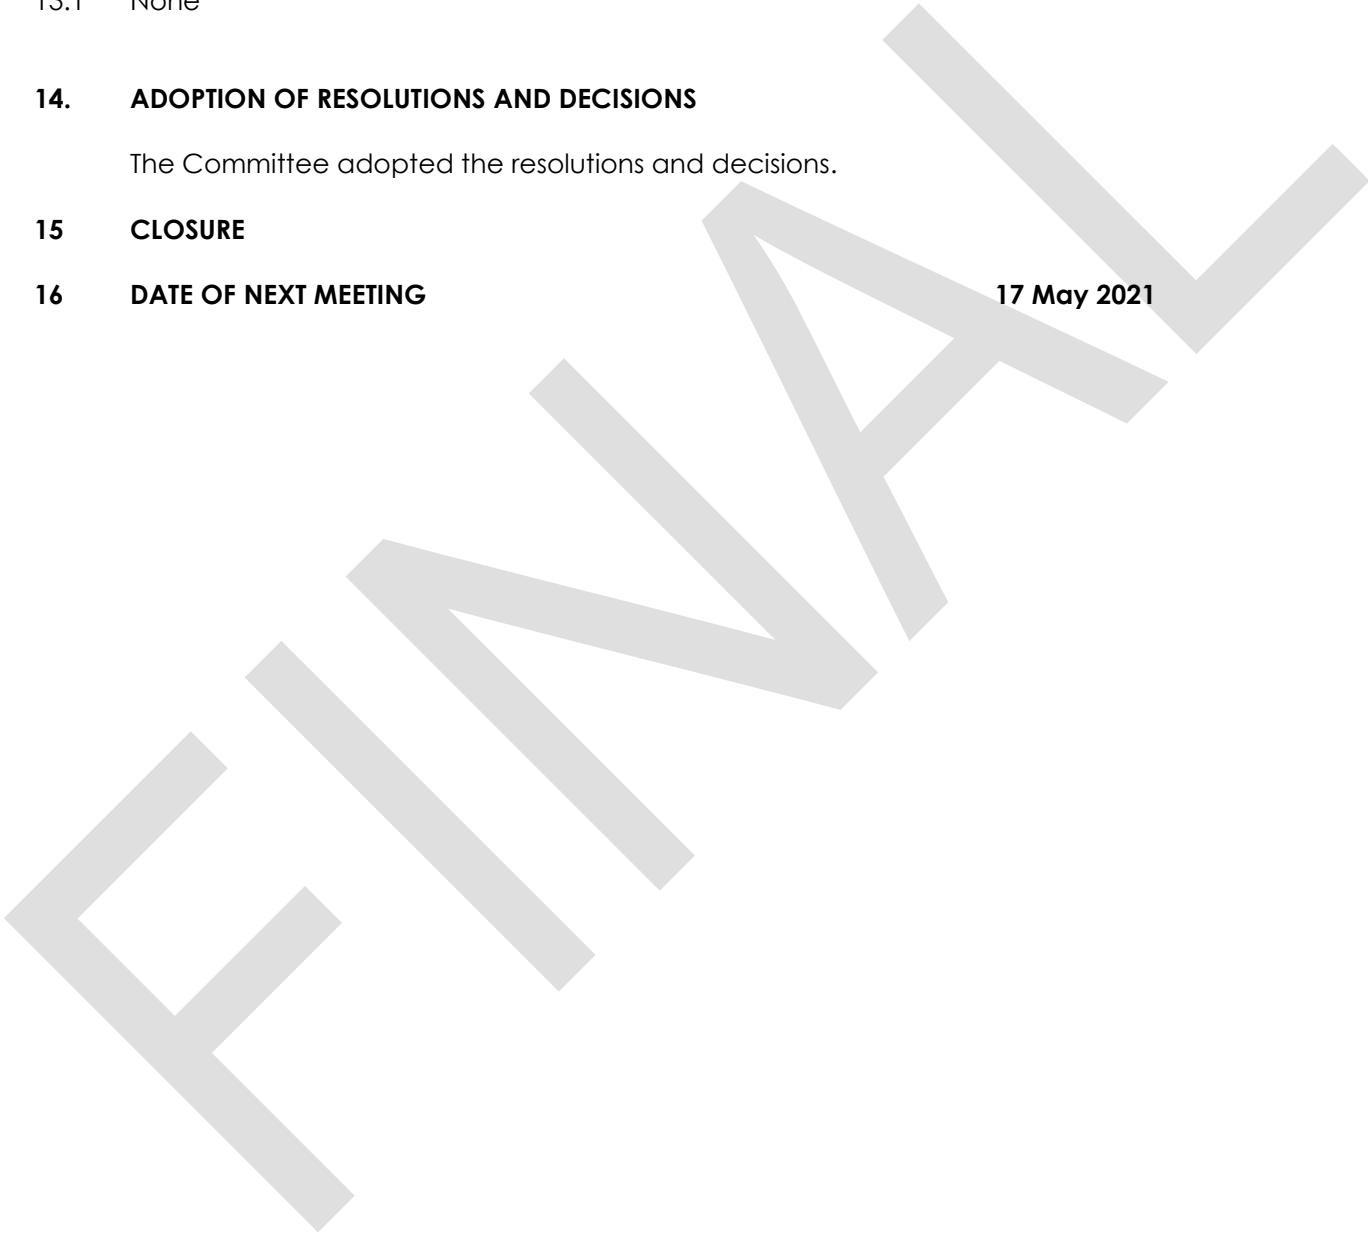 13.1 None
14. ADOPTION OF RESOLUTIONS AND DECISIONS
The Committee adopted the resolutions and decisions.
15 CLOSURE
16 DATE OF NEXT MEETING 17 May 2021
FINAL